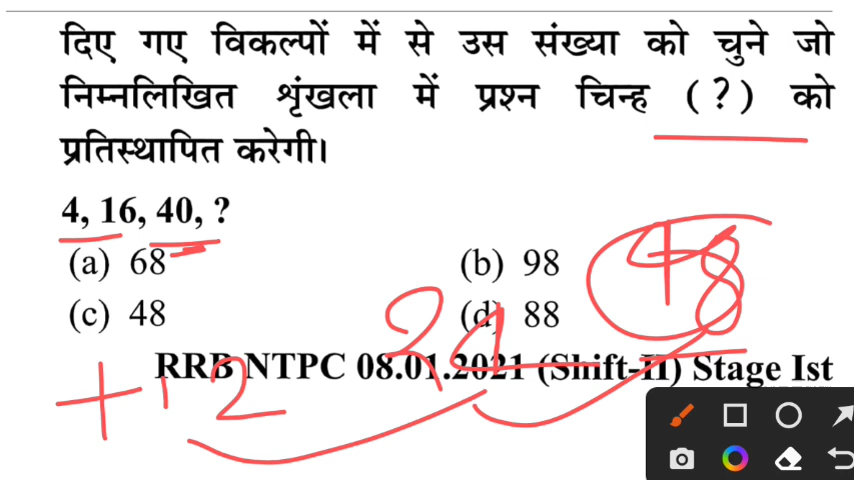 दिए गए विकल्पों में से उस संख्या को चुने जो
निम्नलिखित श्रृंखला में प्रश्न चिन्ह (?) को
प्रतिस्थापित करेगी।
4, 16, 40, ?
(a) 68 (b) 98
(c) 48 (d) 88
48
24
RRB NTPC 08.01.2021 (Shift-II) Stage Ist
+12